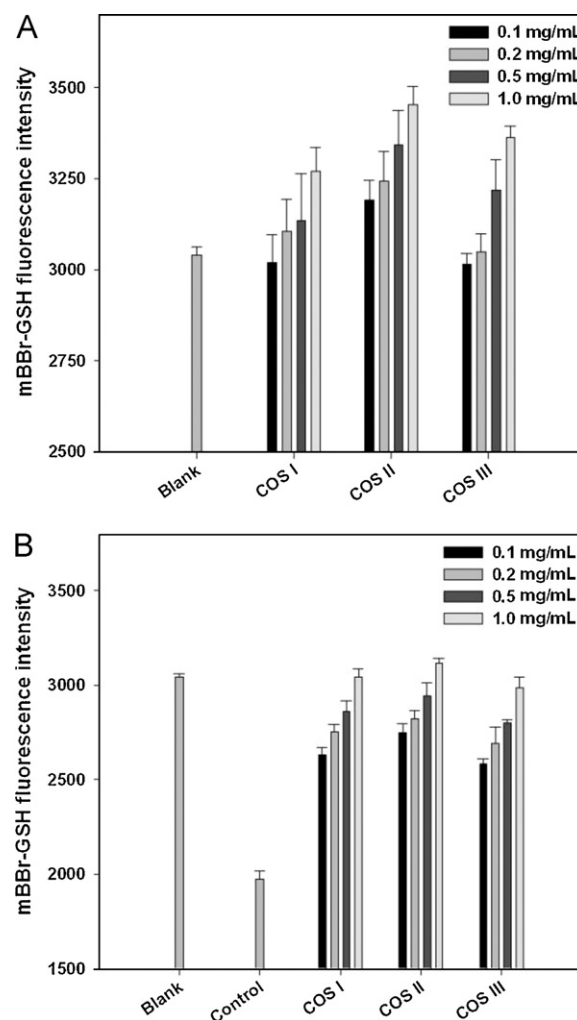 A
0.1 mg/mL
0.2 mg/mL
0.5 mg/mL
1.0 mg/mL
mBBr-GSH fluorescence intensity
3500
3250
3000
2750
2500
Blank
COS I
COS II
COS III
B
0.1 mg/mL
0.2 mg/mL
0.5 mg/mL
1.0 mg/mL
mBBr-GSH fluorescence intensity
3500
3000
2500
2000
1500
Blank
Control
COS I
COS II
COS III